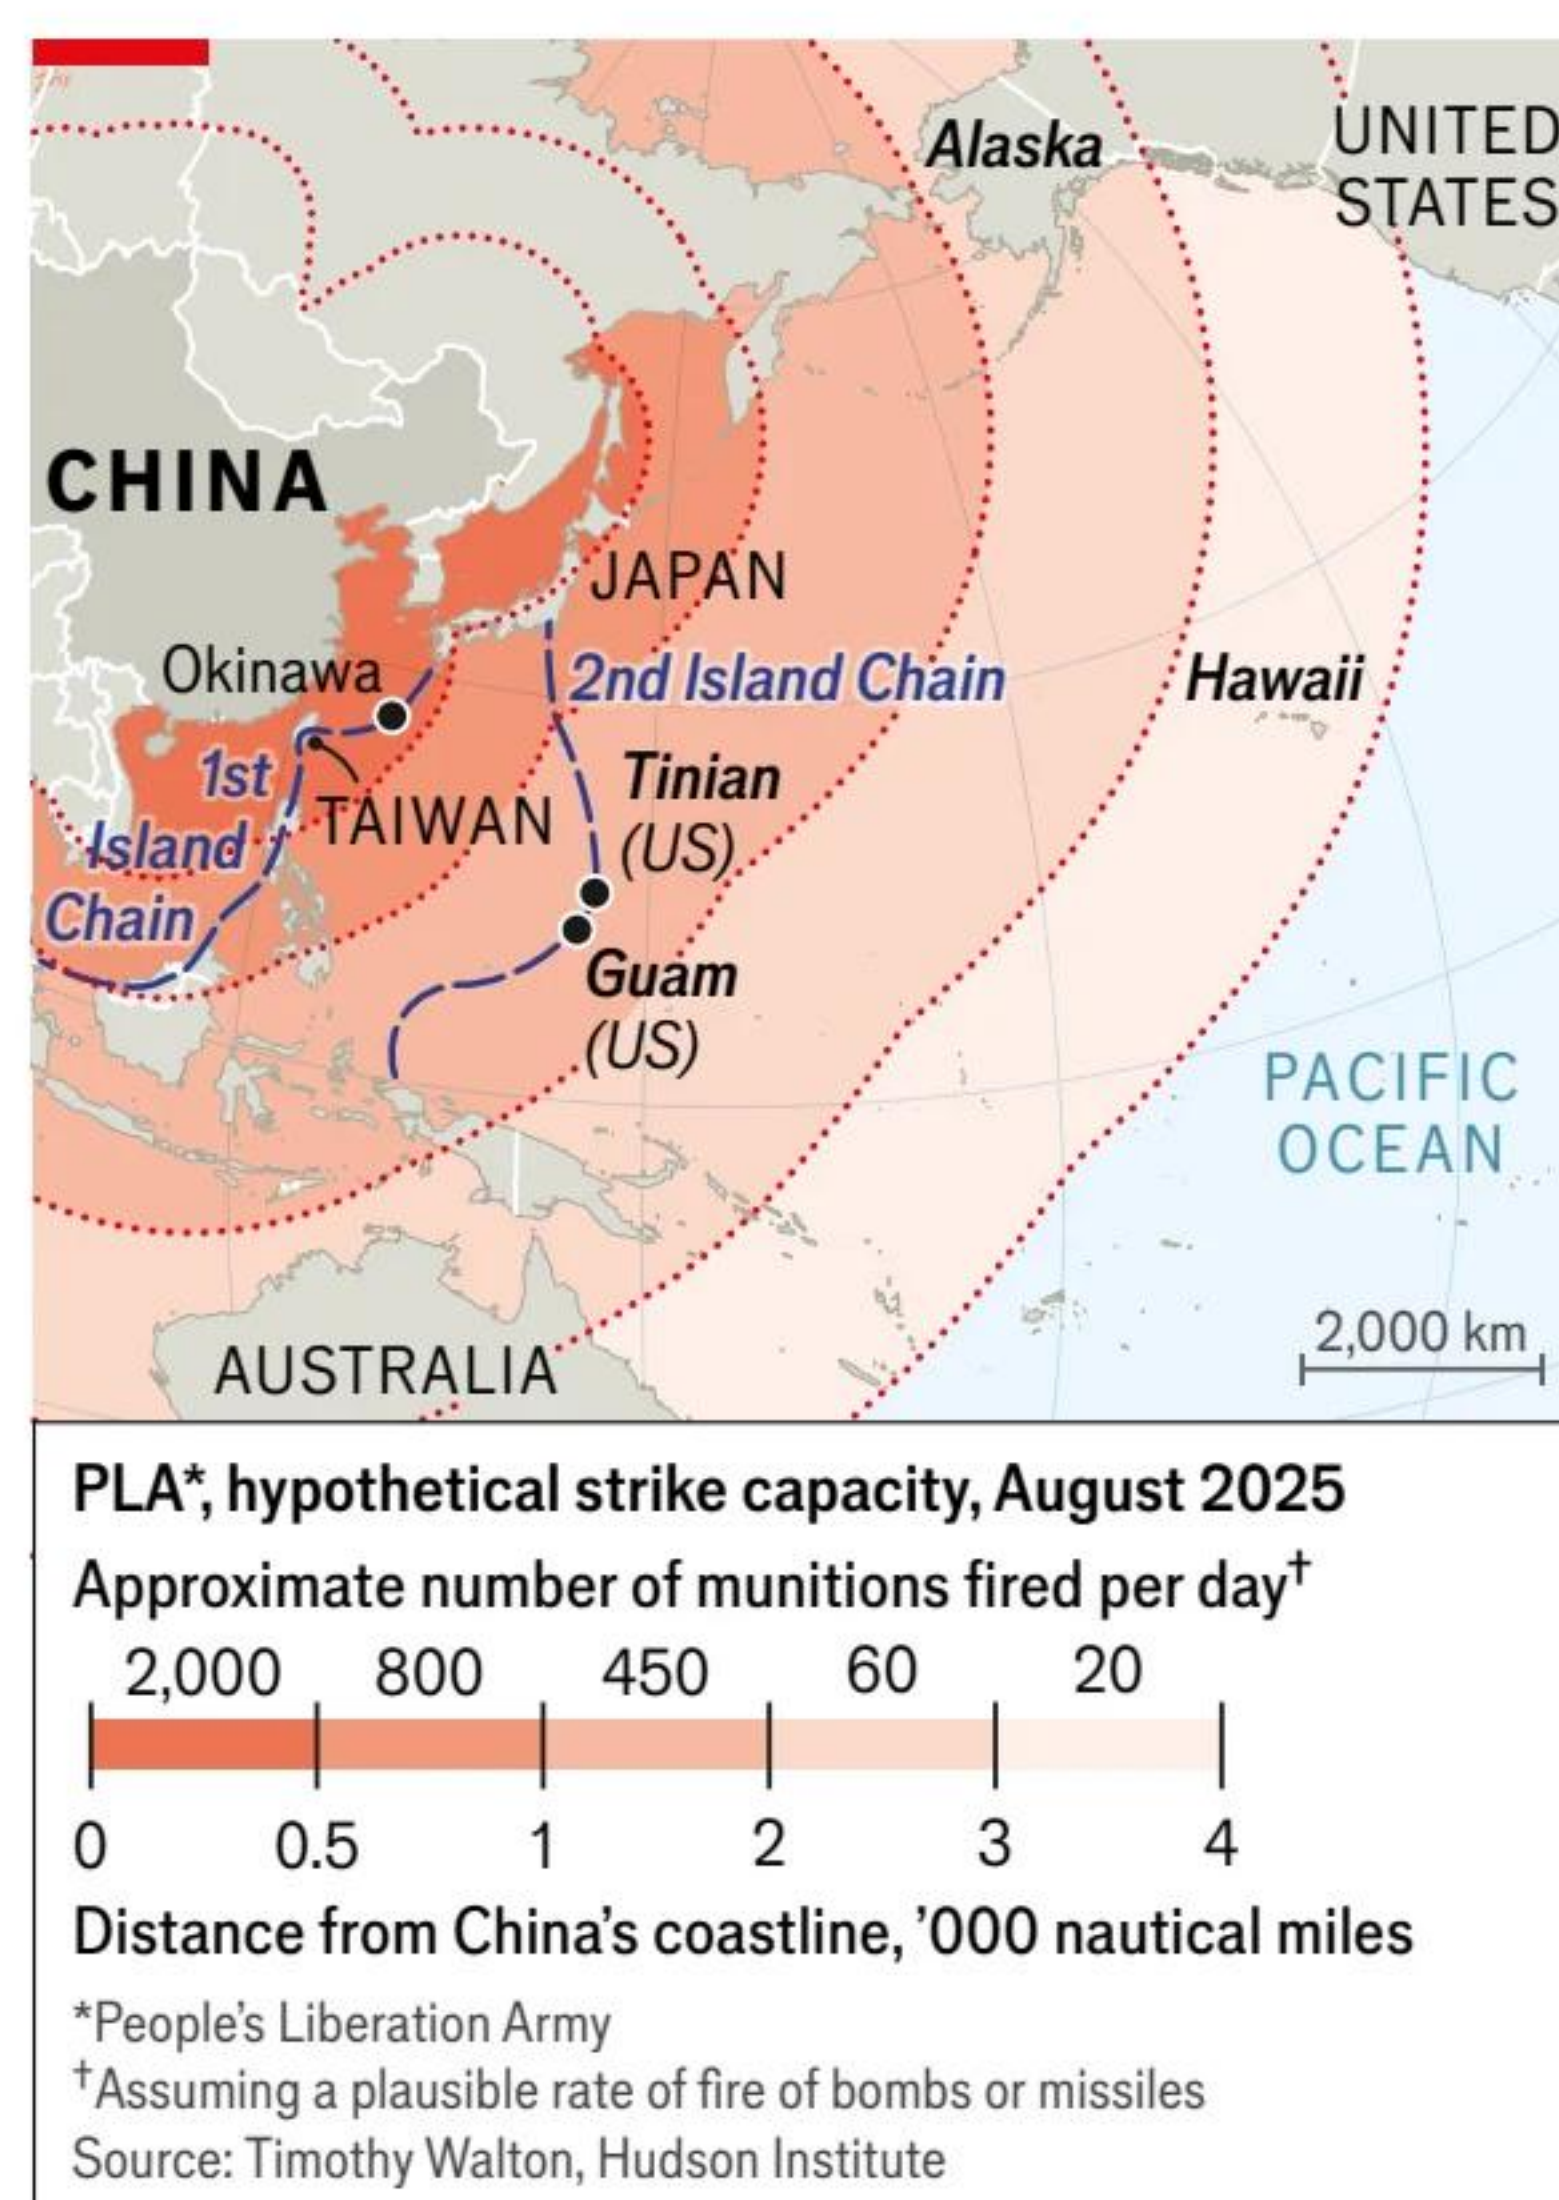 Alaska
UNITED
STATES
CHINA
JAPAN
Okinawa
2nd Island Chain
Hawaii
1st
Island
Chain
TAIWAN
Tinian
(US)
Guam
(US)
PACIFIC
OCEAN
AUSTRALIA
2,000 km
PLA*, hypothetical strike capacity, August 2025
Approximate number of munitions fired per day†
2,000 800 450 60 20
0 0.5 1 2 3 4
Distance from China’s coastline, ’000 nautical miles
*People’s Liberation Army
†Assuming a plausible rate of fire of bombs or missiles
Source: Timothy Walton, Hudson Institute